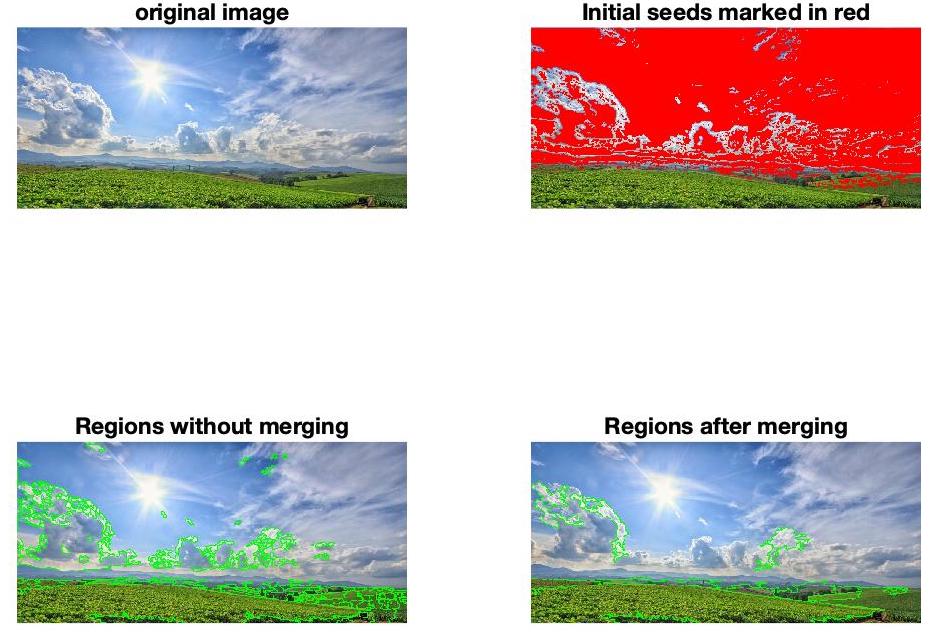 original image
Initial seeds marked in red
Regions without merging
Regions after merging